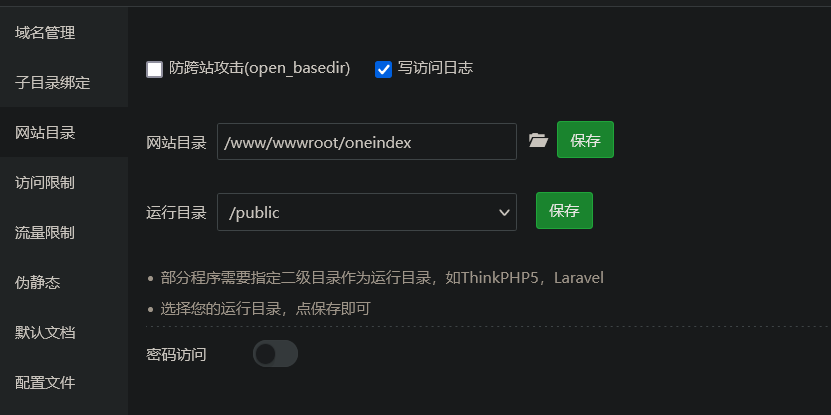 域名管理
子目录绑定
网站目录
访问限制
流量限制
伪静态
默认文档
配置文件
防跨站攻击(open_basedir)
写访问日志
网站目录 /www/wwwroot/oneindex 保存
运行目录 /public 保存
部分程序需要指定二级目录作为运行目录，如ThinkPHP5，Laravel
选择您的运行目录，点保存即可
密码访问